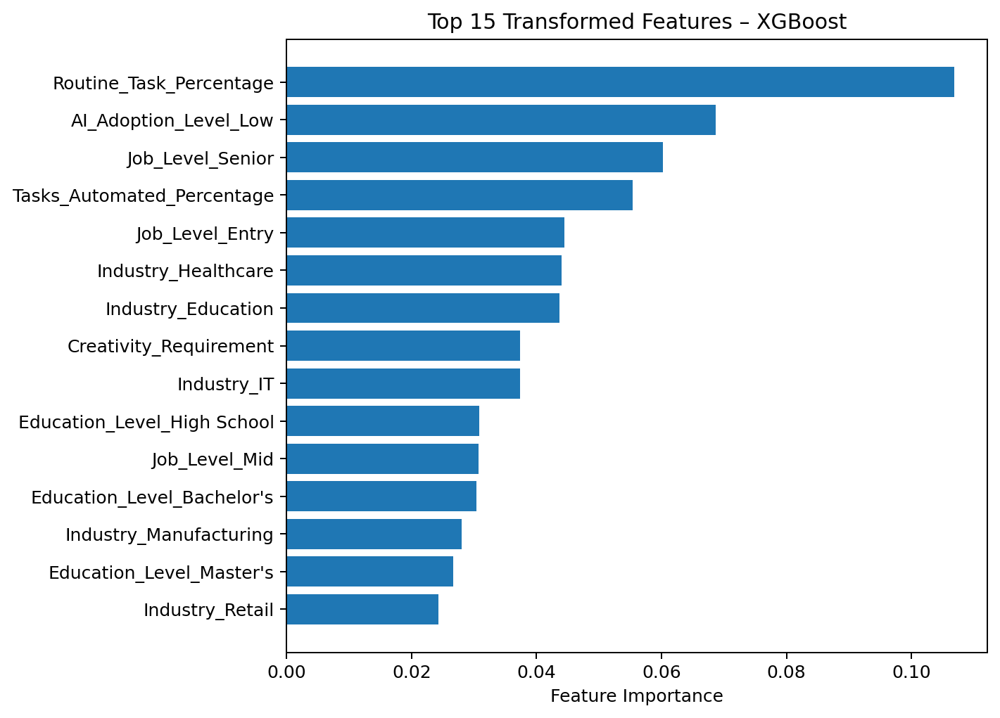 Top 15 Transformed Features – XGBoost
Routine_Task_Percentage
AI_Adoption_Level_Low
Job_Level_Senior
Tasks_Automated_Percentage
Job_Level_Entry
Industry_Healthcare
Industry_Education
Creativity_Requirement
Industry_IT
Education_Level_High School
Job_Level_Mid
Education_Level_Bachelor's
Industry_Manufacturing
Education_Level_Master's
Industry_Retail
0.00 0.02 0.04 0.06 0.08 0.10
Feature Importance